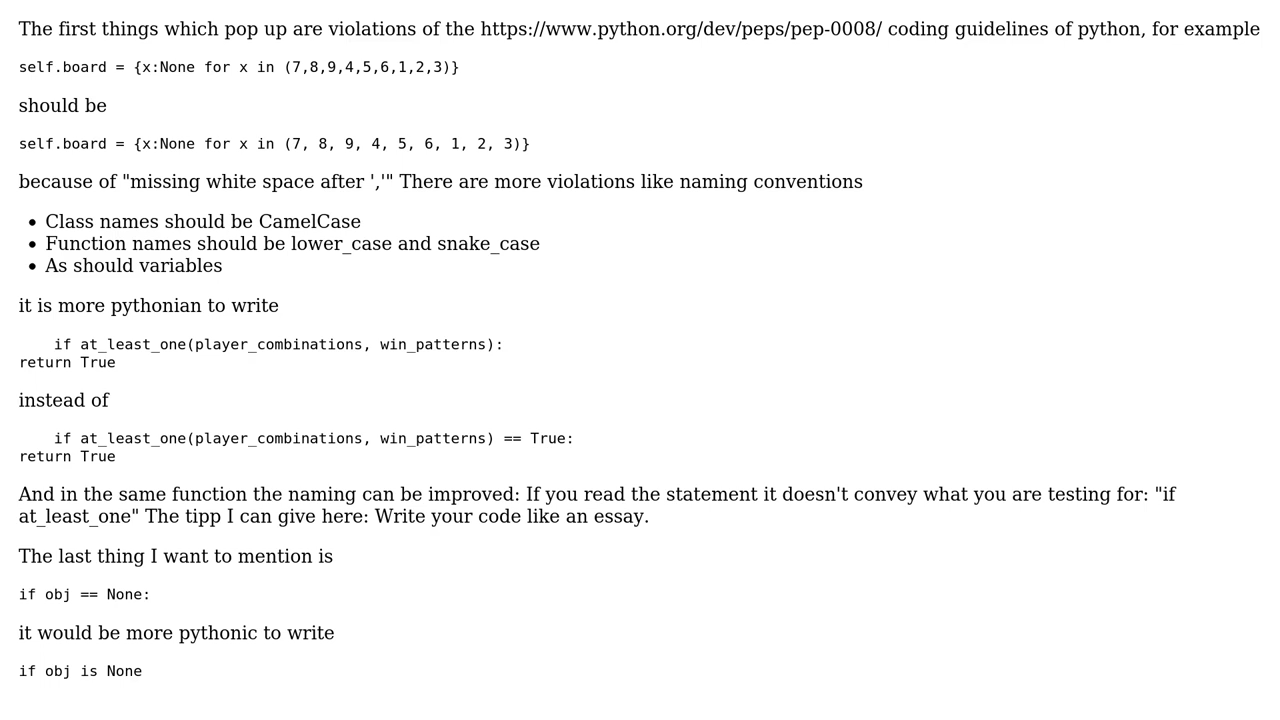 The first things which pop up are violations of the https://www.python.org/dev/peps/pep-0008/ coding guidelines of python, for example
self.board = {x:None for x in (7,8,9,4,5,6,1,2,3)}
should be
self.board = {x:None for x in (7, 8, 9, 4, 5, 6, 1, 2, 3)}
because of "missing white space after ','" There are more violations like naming conventions
• Class names should be CamelCase
• Function names should be lower_case and snake_case
• As should variables
it is more pythonian to write
    if at_least_one(player_combinations, win_patterns):
return True
instead of
    if at_least_one(player_combinations, win_patterns) == True:
return True
And in the same function the naming can be improved: If you read the statement it doesn't convey what you are testing for: "if
at_least_one" The tipp I can give here: Write your code like an essay.
The last thing I want to mention is
if obj == None:
it would be more pythonic to write
if obj is None